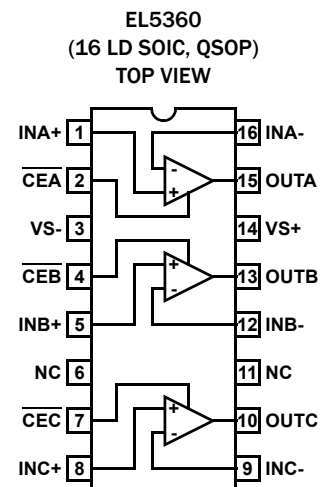 EL5360
(16 LD SOIC, QSOP)
TOP VIEW
INA+ 1 16 INA-
CEA 2 15 OUTA
VS- 3 14 VS+
CEB 4 13 OUTB
INB+ 5 12 INB-
NC 6 11 NC
CEC 7 10 OUTC
INC+ 8 9 INC-
-
+
+
-
+
-